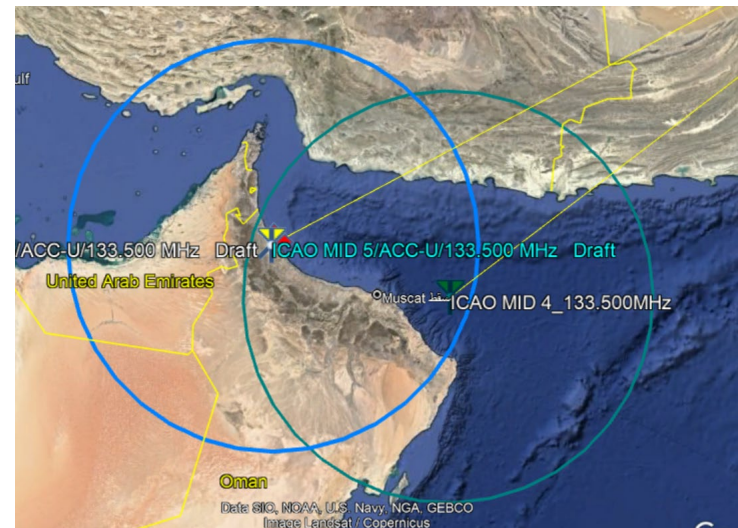 ulf
/ACC-U/133.500 MHz Draft
ICAO MID 5/ACC-U/133.500 MHz Draft
United Arab Emirates
Muscat مسقط
ICAO MID 4_133.500MHz
Oman
Data SIO, NOAA, U.S. Navy, NGA, GEBCO
Image Landsat / Copernicus